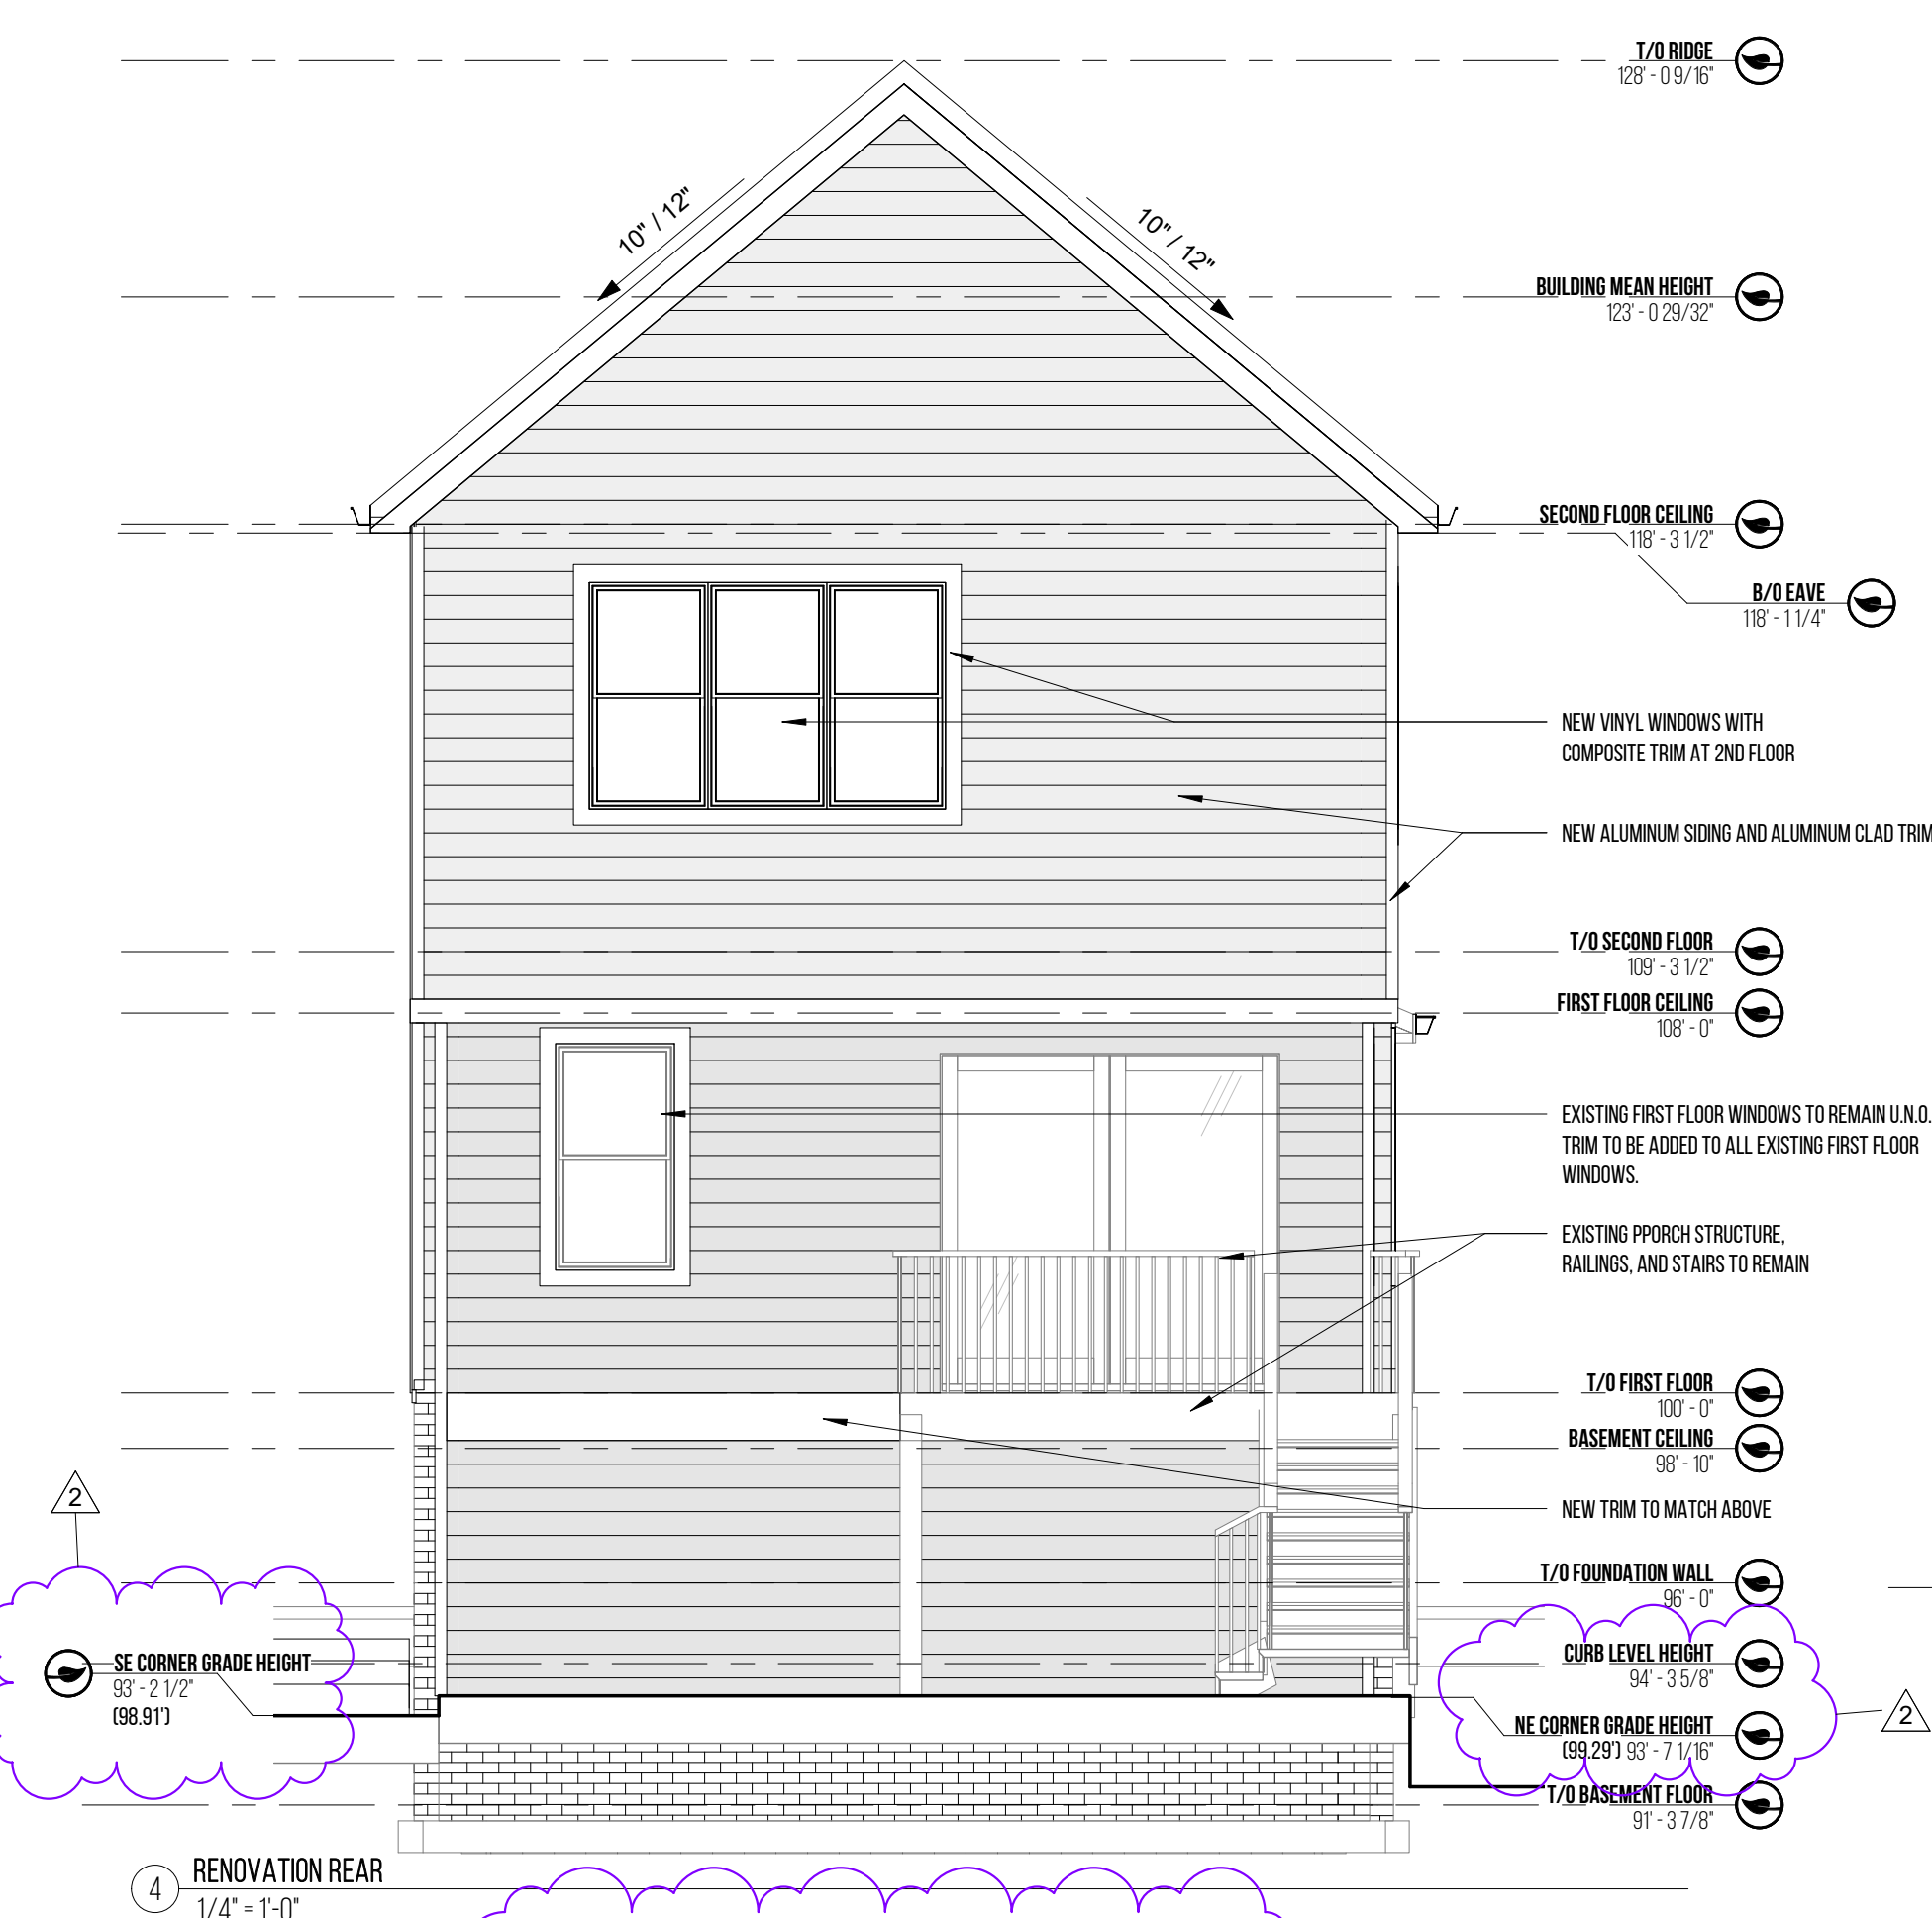 T/O RIDGE
128' - 0 9/16"
10" / 12"
10" / 12"
BUILDING MEAN HEIGHT
123' - 0 29/32"
SECOND FLOOR CEILING
118' - 3 1/2"
B/O EAVE
118' - 1 1/4"
NEW VINYL WINDOWS WITH
COMPOSITE TRIM AT 2ND FLOOR
NEW ALUMINUM SIDING AND ALUMINUM CLAD TRIM
T/O SECOND FLOOR
109' - 3 1/2"
FIRST FLOOR CEILING
108' - 0"
EXISTING FIRST FLOOR WINDOWS TO REMAIN U.N.O.
TRIM TO BE ADDED TO ALL EXISTING FIRST FLOOR
WINDOWS.
EXISTING PPORCH STRUCTURE,
RAILINGS, AND STAIRS TO REMAIN
T/O FIRST FLOOR
100' - 0"
BASEMENT CEILING
98' - 10"
2
NEW TRIM TO MATCH ABOVE
T/O FOUNDATION WALL
96' - 0"
SE CORNER GRADE HEIGHT
93' - 2 1/2"
(98.91')
CURB LEVEL HEIGHT
94' - 3 5/8"
2
NE CORNER GRADE HEIGHT
(99.29') 93' - 7 1/16"
T/O BASEMENT FLOOR
91' - 3 7/8"
4 RENOVATION REAR
1/4" = 1'-0"